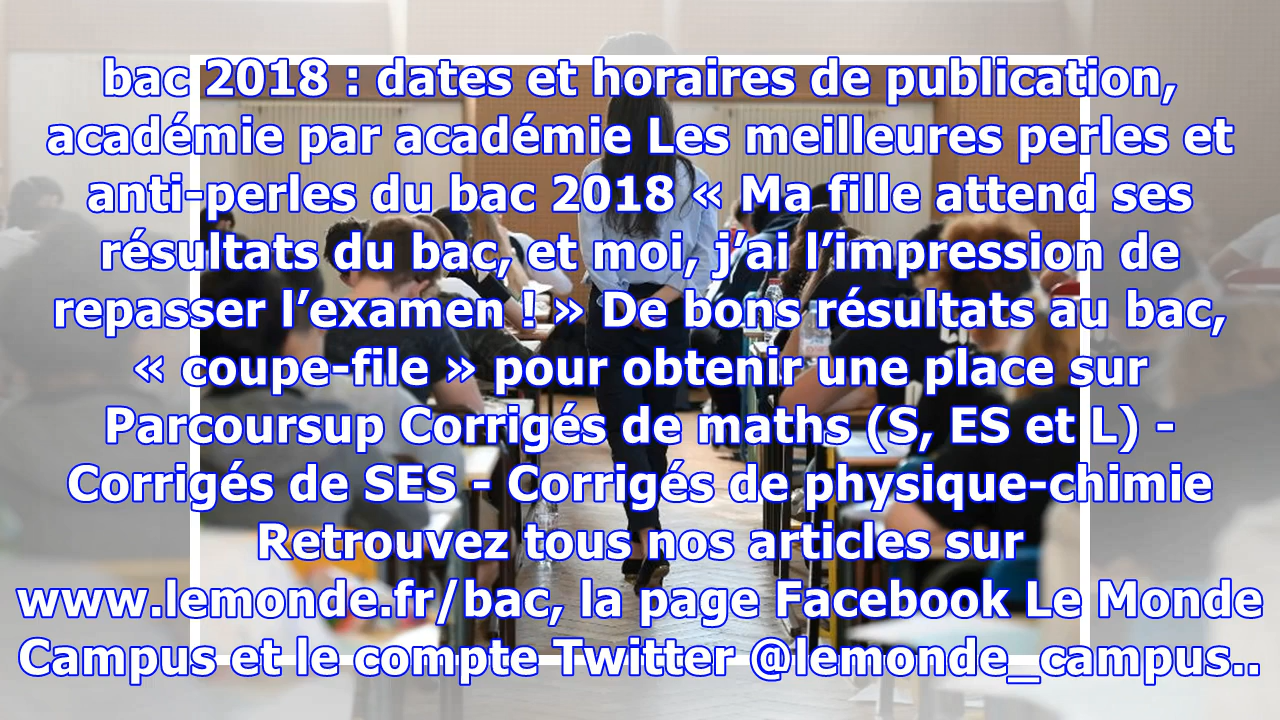 bac 2018 : dates et horaires de publication,
académie par académie Les meilleures perles et
anti-perles du bac 2018 « Ma fille attend ses
résultats du bac, et moi, j’ai l’impression de
repasser l’examen ! » De bons résultats au bac,
« coupe-file » pour obtenir une place sur
Parcoursup Corrigés de maths (S, ES et L) -
Corrigés de SES - Corrigés de physique-chimie
Retrouvez tous nos articles sur
www.lemonde.fr/bac, la page Facebook Le Monde
Campus et le compte Twitter @lemonde_campus..